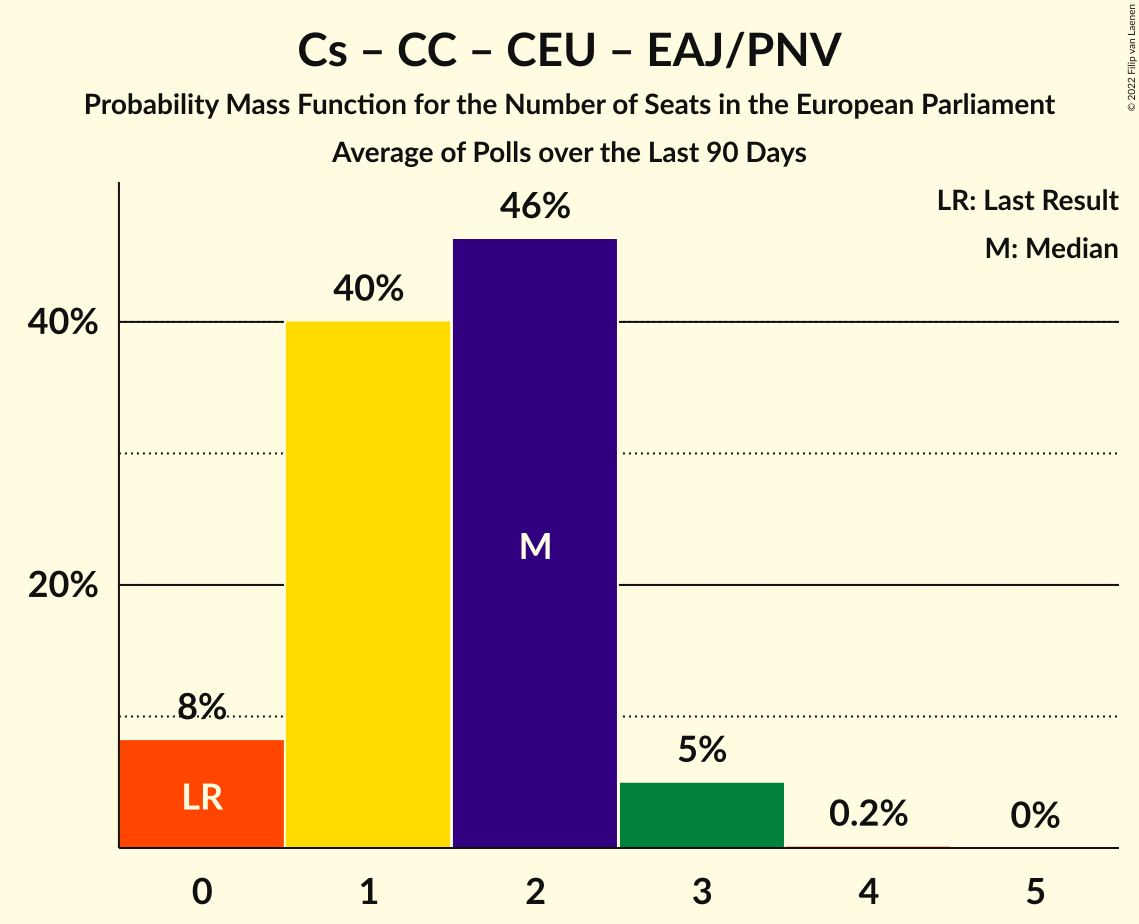 Cs – CC – CEU – EAJ/PNV
Probability Mass Function for the Number of Seats in the European Parliament
Average of Polls over the Last 90 Days
© 2022 Filip van Laenen
LR: Last Result
M: Median
46%
40%
40%
M
20%
8%
5%
LR
0.2%
0%
0 1 2 3 4 5